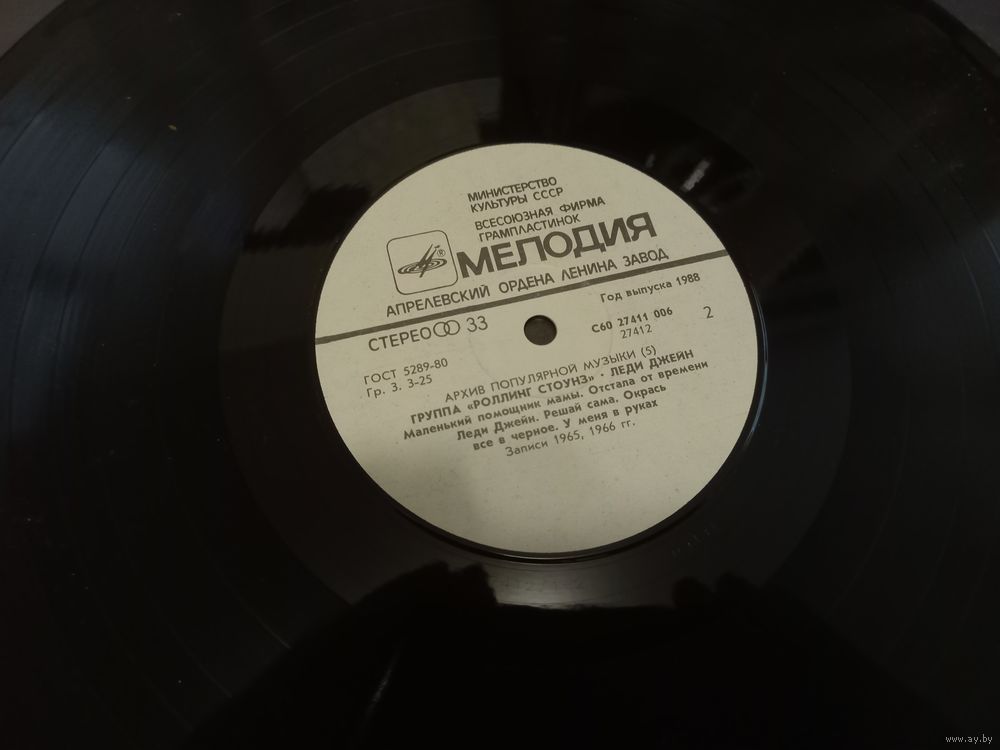 МИНИСТЕРСТВО
КУЛЬТУРЫ СССР
ВСЕСОЮЗНАЯ ФИРМА
ГРАМПЛАСТИНОК
®
МЕЛОДИЯ
АПРЕЛЕВСКИЙ ОРДЕНА ЛЕНИНА ЗАВОД
СТЕРЕО 33
Год выпуска 1988
ГОСТ 5289-80
Гр. 3. 3-25
С60 27411 006
27412
2
АРХИВ ПОПУЛЯРНОЙ МУЗЫКИ (5)
ГРУППА «РОЛЛИНГ СТОУНЗ» · ЛЕДИ ДЖЕЙН
Маленький помощник мамы. Отстала от времени
Леди Джейн. Решай сама. Окрась
все в черное. У меня в руках
Записи 1965, 1966 гг.
www.ay.by